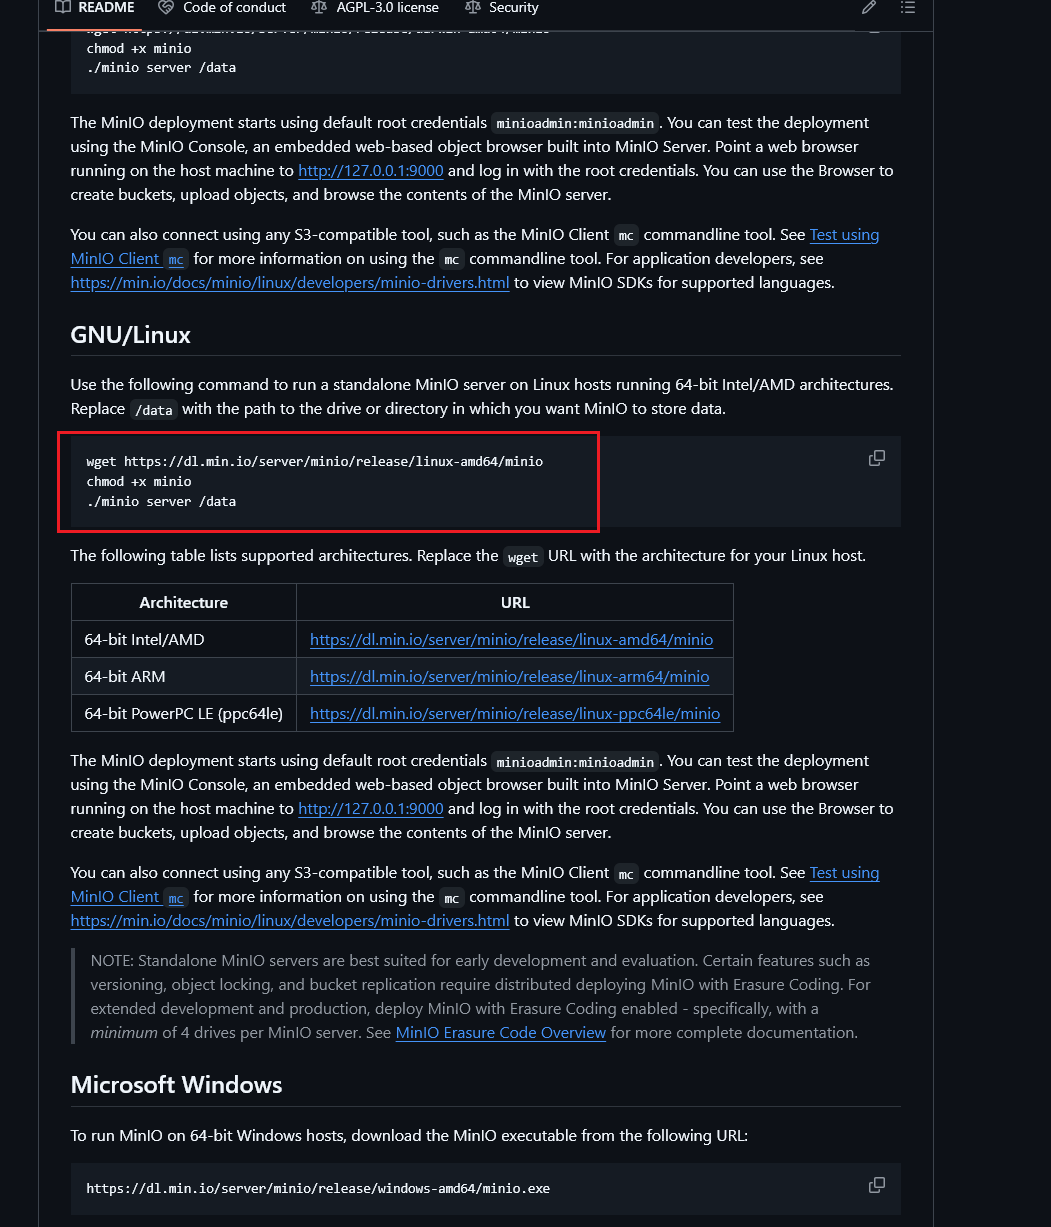 README
Code of conduct
AGPL-3.0 license
Security
chmod +x minio
./minio server /data
The MinIO deployment starts using default root credentials minioadmin:minioadmin. You can test the deployment
using the MinIO Console, an embedded web-based object browser built into MinIO Server. Point a web browser
running on the host machine to http://127.0.0.1:9000 and log in with the root credentials. You can use the Browser to
create buckets, upload objects, and browse the contents of the MinIO server.
You can also connect using any S3-compatible tool, such as the MinIO Client mc commandline tool. See Test using
MinIO Client mc for more information on using the mc commandline tool. For application developers, see
https://min.io/docs/minio/linux/developers/minio-drivers.html to view MinIO SDKs for supported languages.
GNU/Linux
Use the following command to run a standalone MinIO server on Linux hosts running 64-bit Intel/AMD architectures.
Replace /data with the path to the drive or directory in which you want MinIO to store data.
wget https://dl.min.io/server/minio/release/linux-amd64/minio
chmod +x minio
./minio server /data
The following table lists supported architectures. Replace the wget URL with the architecture for your Linux host.
Architecture URL
64-bit Intel/AMD https://dl.min.io/server/minio/release/linux-amd64/minio
64-bit ARM https://dl.min.io/server/minio/release/linux-arm64/minio
64-bit PowerPC LE (ppc64le) https://dl.min.io/server/minio/release/linux-ppc64le/minio
The MinIO deployment starts using default root credentials minioadmin:minioadmin. You can test the deployment
using the MinIO Console, an embedded web-based object browser built into MinIO Server. Point a web browser
running on the host machine to http://127.0.0.1:9000 and log in with the root credentials. You can use the Browser to
create buckets, upload objects, and browse the contents of the MinIO server.
You can also connect using any S3-compatible tool, such as the MinIO Client mc commandline tool. See Test using
MinIO Client mc for more information on using the mc commandline tool. For application developers, see
https://min.io/docs/minio/linux/developers/minio-drivers.html to view MinIO SDKs for supported languages.
NOTE: Standalone MinIO servers are best suited for early development and evaluation. Certain features such as
versioning, object locking, and bucket replication require distributed deploying MinIO with Erasure Coding. For
extended development and production, deploy MinIO with Erasure Coding enabled - specifically, with a
minimum of 4 drives per MinIO server. See MinIO Erasure Code Overview for more complete documentation.
Microsoft Windows
To run MinIO on 64-bit Windows hosts, download the MinIO executable from the following URL:
https://dl.min.io/server/minio/release/windows-amd64/minio.exe